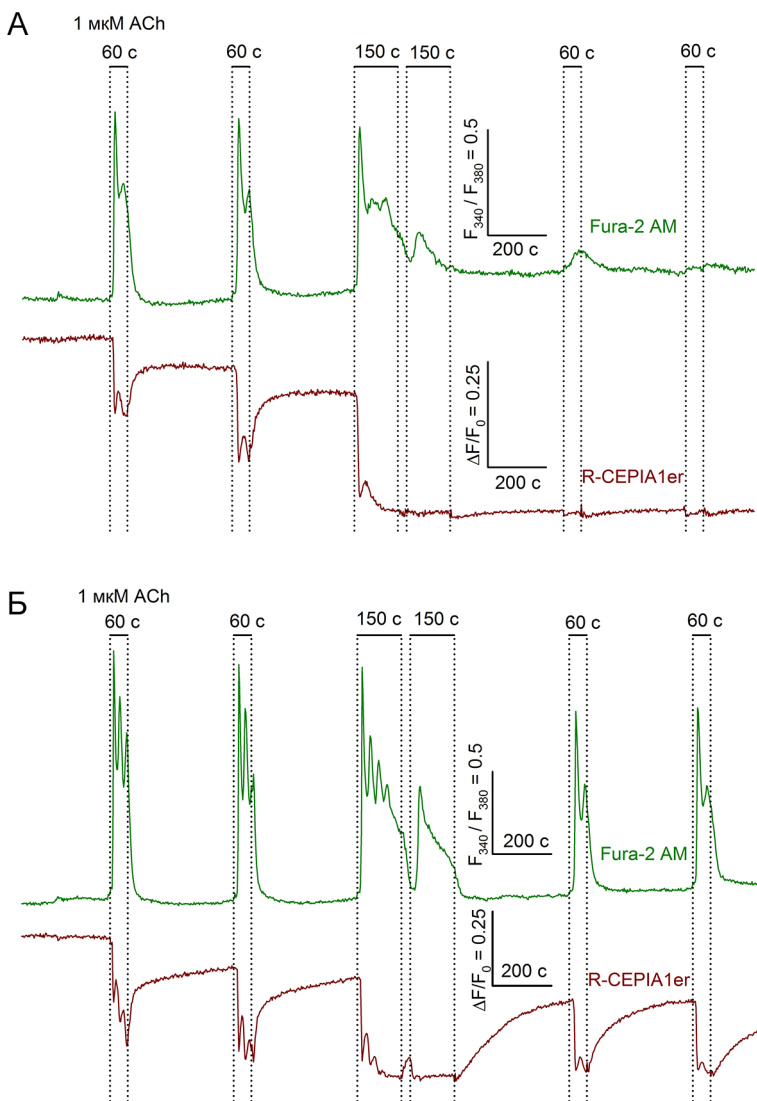 А
1 мкМ ACh
60 с 60 с 150 с 150 с 60 с 60 с
F340 / F380 = 0.5
200 с
Fura-2 AM
ΔF/F0 = 0.25
200 с
R-CEPIA1er
Б
1 мкМ ACh
60 с 60 с 150 с 150 с 60 с 60 с
F340 / F380 = 0.5
200 с
Fura-2 AM
ΔF/F0 = 0.25
200 с
R-CEPIA1er